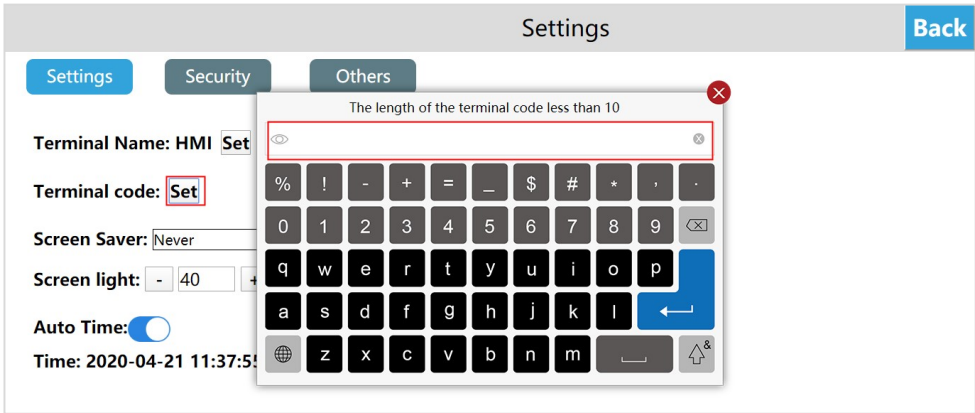 Settings
Back
Settings Security Others
The length of the terminal code less than 10
Terminal Name: HMI Set
Terminal code: Set
% ! - + = _ $ # * , .
0 1 2 3 4 5 6 7 8 9
Screen Saver: Never
q w e r t y u i o p
Screen light: - 40 +
a s d f g h j k l
Auto Time:
z x c v b n m &
Time: 2020-04-21 11:37:55